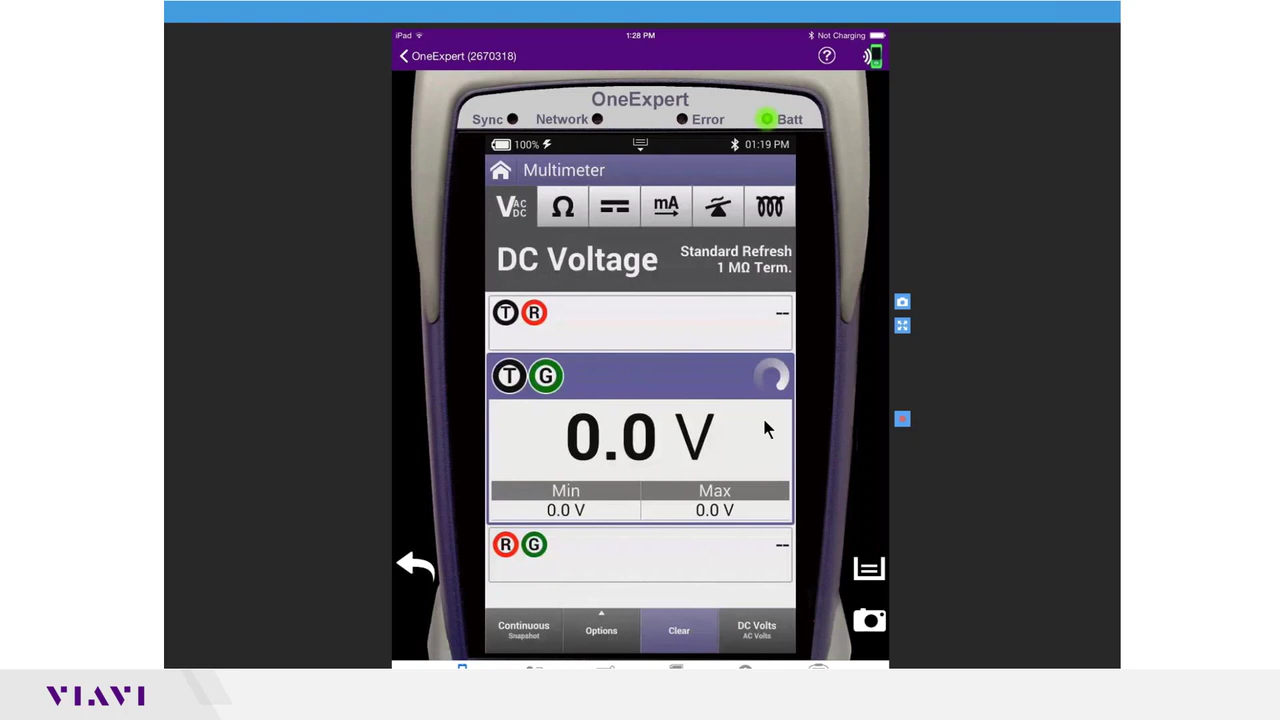 iPad
1:28 PM
Not Charging
OneExpert (2670318)
?
OneExpert
Sync
Network
Error
Batt
100%
01:19 PM
Multimeter
VAC
DC
Ω
mA
DC Voltage
Standard Refresh
1 MΩ Term.
T R
--
T G
0.0 V
Min
Max
0.0 V
0.0 V
R G
--
Continuous
Snapshot
Options
Clear
DC Volts
AC Volts
VIAVI